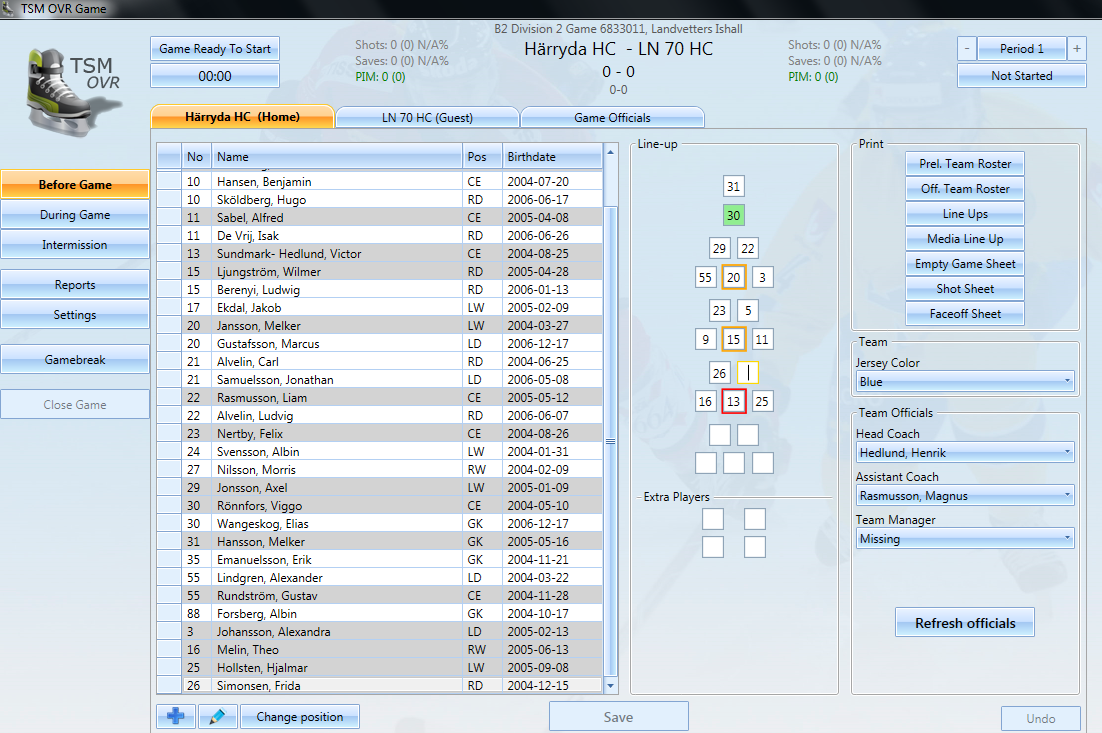 TSM OVR Game
TSM
OVR
Game Ready To Start
00:00
Shots: 0 (0) N/A%
Saves: 0 (0) N/A%
PIM: 0 (0)
B2 Division 2 Game 6833011, Landvetters Ishall
Härryda HC - LN 70 HC
0 - 0
0-0
Shots: 0 (0) N/A%
Saves: 0 (0) N/A%
PIM: 0 (0)
- Period 1 +
Not Started
Before Game
During Game
Intermission
Reports
Settings
Gamebreak
Close Game
Härryda HC (Home)
LN 70 HC (Guest)
Game Officials
No Name Pos Birthdate
10 Hansen, Benjamin CE 2004-07-20
10 Sköldberg, Hugo RD 2006-06-17
11 Sabel, Alfred CE 2005-04-08
11 De Vrij, Isak RD 2006-06-26
13 Sundmark- Hedlund, Victor CE 2004-08-25
15 Ljungström, Wilmer RD 2005-04-28
15 Berenyi, Ludwig RD 2006-01-13
17 Ekdal, Jakob LW 2005-02-09
20 Jansson, Melker LW 2004-03-27
20 Gustafsson, Marcus LD 2006-12-17
21 Alvelin, Carl RD 2004-06-25
21 Samuelsson, Jonathan LD 2006-05-08
22 Rasmusson, Liam CE 2005-05-12
22 Alvelin, Ludvig RD 2006-06-07
23 Nertby, Felix CE 2004-08-26
24 Svensson, Albin LW 2004-01-31
27 Nilsson, Morris RW 2004-02-09
29 Jonsson, Axel LW 2005-01-09
30 Rönnfors, Viggo CE 2004-05-10
30 Wangeskog, Elias GK 2006-12-17
31 Hansson, Melker GK 2005-05-16
35 Emanuelsson, Erik GK 2004-11-21
55 Lindgren, Alexander LD 2004-03-22
55 Rundström, Gustav CE 2004-11-28
88 Forsberg, Albin GK 2004-10-17
3 Johansson, Alexandra LD 2005-02-13
16 Melin, Theo RW 2005-06-13
25 Hollsten, Hjalmar LW 2005-09-08
26 Simonsen, Frida RD 2004-12-15
Change position
Line-up
31
30
29 22
55 20 3
23 5
9 15 11
26
16 13 25
Extra Players
Save
Print
Prel. Team Roster
Off. Team Roster
Line Ups
Media Line Up
Empty Game Sheet
Shot Sheet
Faceoff Sheet
Team
Jersey Color
Blue
Team Officials
Head Coach
Hedlund, Henrik
Assistant Coach
Rasmusson, Magnus
Team Manager
Missing
Refresh officials
Undo